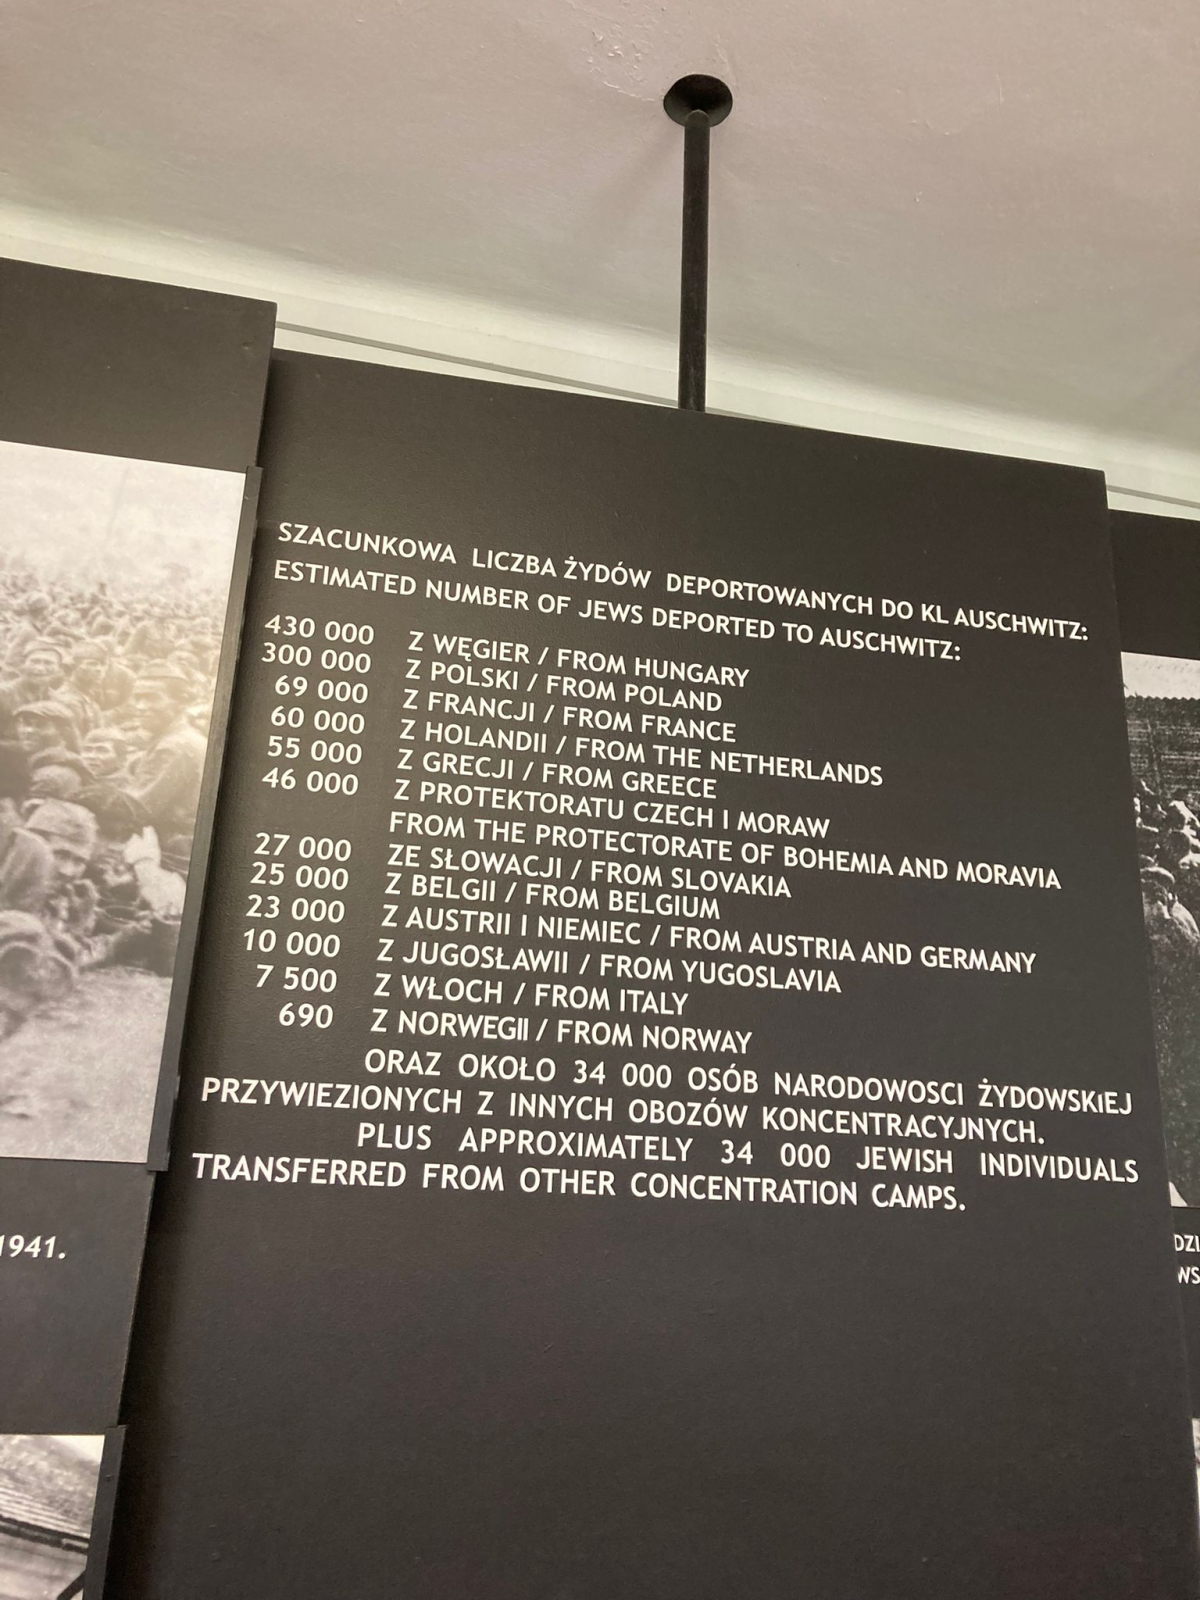 SZACUNKOWA LICZBA ŻYDÓW DEPORTOWANYCH DO KL AUSCHWITZ:
ESTIMATED NUMBER OF JEWS DEPORTED TO AUSCHWITZ:
430 000 Z WĘGIER / FROM HUNGARY
300 000 Z POLSKI / FROM POLAND
69 000 Z FRANCJI / FROM FRANCE
60 000 Z HOLANDII / FROM THE NETHERLANDS
55 000 Z GRECJI / FROM GREECE
46 000 Z PROTEKTORATU CZECH I MORAW
FROM THE PROTECTORATE OF BOHEMIA AND MORAVIA
27 000 ZE SŁOWACJI / FROM SLOVAKIA
25 000 Z BELGII / FROM BELGIUM
23 000 Z AUSTRII I NIEMIEC / FROM AUSTRIA AND GERMANY
10 000 Z JUGOSŁAWII / FROM YUGOSLAVIA
7 500 Z WŁOCH / FROM ITALY
690 Z NORWEGII / FROM NORWAY
ORAZ OKOŁO 34 000 OSÓB NARODOWOSCI ŻYDOWSKIEJ
PRZYWIEZIONYCH Z INNYCH OBOZÓW KONCENTRACYJNYCH.
PLUS APPROXIMATELY 34 000 JEWISH INDIVIDUALS
TRANSFERRED FROM OTHER CONCENTRATION CAMPS.
1941.